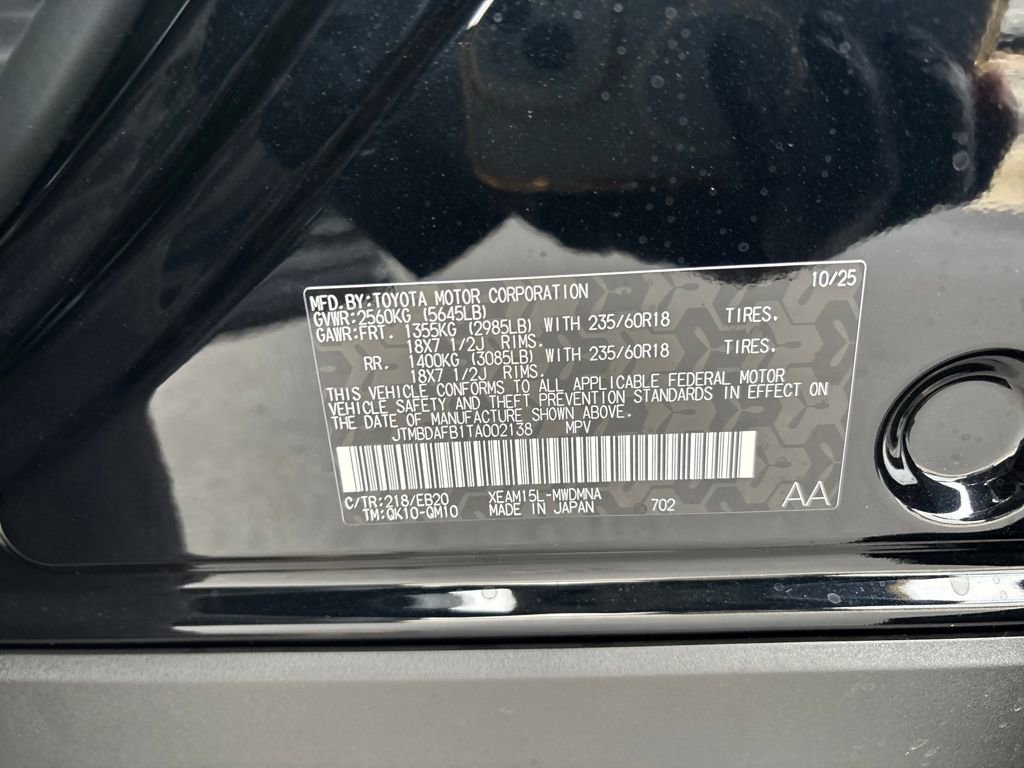 MFD.BY:TOYOTA MOTOR CORPORATION 10/25
GVWR:2560KG (5645LB)
GAWR:FRT. 1355KG (2985LB) WITH 235/60R18 TIRES.
18X7 1/2J RIMS.
RR. 1400KG (3085LB) WITH 235/60R18 TIRES.
18X7 1/2J RIMS.
THIS VEHICLE CONFORMS TO ALL APPLICABLE FEDERAL MOTOR
VEHICLE SAFETY AND THEFT PREVENTION STANDARDS IN EFFECT ON
THE DATE OF MANUFACTURE SHOWN ABOVE.
JTMBDAFB1TA002138 MPV
C/TR:218/EB20 XEAM15L-MWDMNA
TM:QK10-QM10 MADE IN JAPAN 702 AA